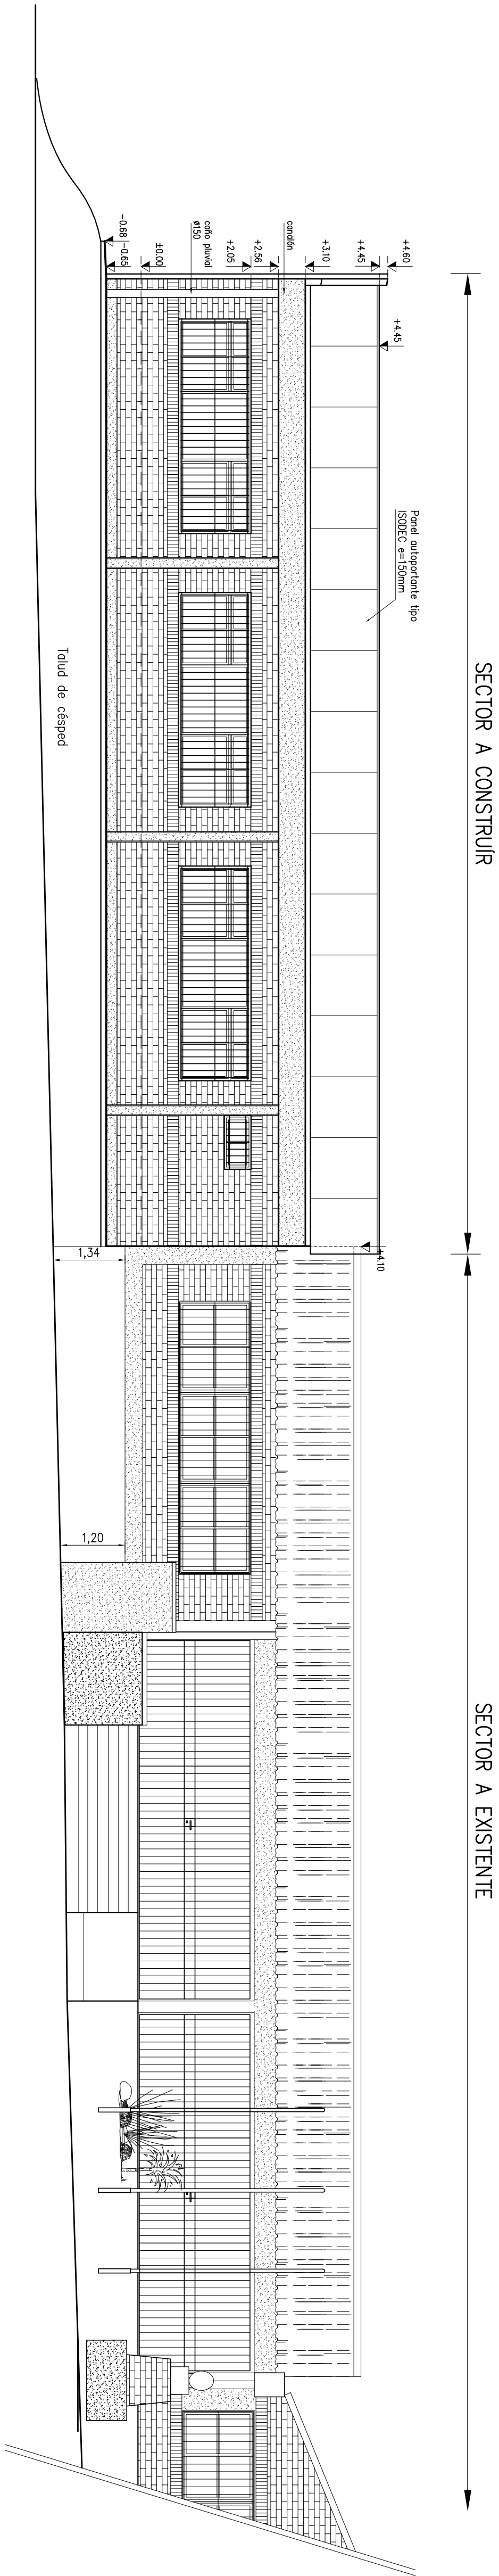 SECTOR A CONSTRUÍR
SECTOR A EXISTENTE
+4.60
+4.45
+4.45
+3.10
canalón
+2.56
+2.05
caño pluvial
ø150
±0.00
-0.65
-0.68
Panel autoportante tipo
ISODEC e=150mm
+4.10
Talud de césped
1,34
1,20